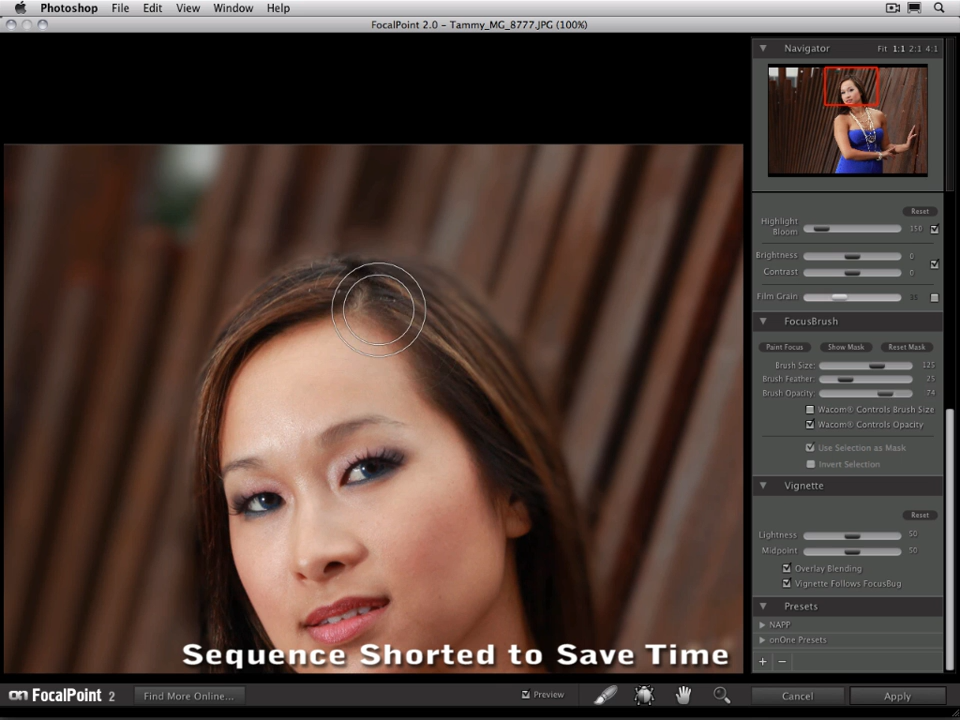 Photoshop File Edit View Window Help
FocalPoint 2.0 - Tammy_MG_8777.JPG (100%)
Navigator Fit 1:1 2:1 4:1
Reset
Highlight Bloom 150
Brightness 0
Contrast 0
Film Grain
FocusBrush
Paint Focus Show Mask Reset Mask
Brush Size: 125
Brush Feather: 25
Brush Opacity: 74
Wacom® Controls Brush Size
Wacom® Controls Opacity
Use Selection as Mask
Invert Selection
Vignette
Reset
Lightness 50
Midpoint 50
Overlay Blending
Vignette Follows FocusBug
Presets
NAPP
onOne Presets
Sequence Shorted to Save Time
on FocalPoint 2 Find More Online... Preview Cancel Apply